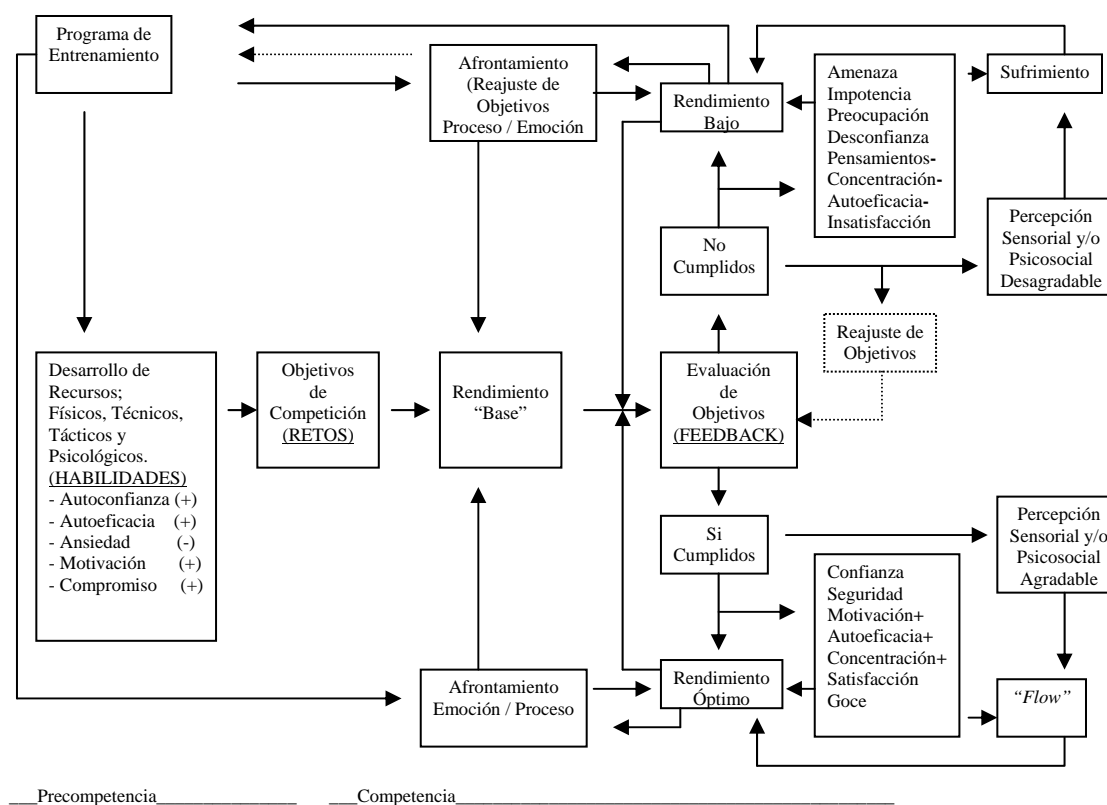 Programa de
Entrenamiento
Afrontamiento
(Reajuste de
Objetivos
Proceso / Emoción
Rendimiento
Bajo
Amenaza
Impotencia
Preocupación
Desconfianza
Pensamientos-
Concentración-
Autoeficacia-
Insatisfacción
Sufrimiento
No
Cumplidos
Percepción
Sensorial y/o
Psicosocial
Desagradable
Reajuste de
Objetivos
Desarrollo de
Recursos;
Físicos, Técnicos,
Tácticos y
Psicológicos.
(HABILIDADES)
- Autoconfianza (+)
- Autoeficacia (+)
- Ansiedad (-)
- Motivación (+)
- Compromiso (+)
Objetivos
de
Competición
(RETOS)
Rendimiento
“Base”
Evaluación
de
Objetivos
(FEEDBACK)
Si
Cumplidos
Percepción
Sensorial y/o
Psicosocial
Agradable
Confianza
Seguridad
Motivación+
Autoeficacia+
Concentración+
Satisfacción
Goce
Afrontamiento
Emoción / Proceso
Rendimiento
Óptimo
“Flow”
___Precompetencia_______________ ___Competencia_______________________________________________